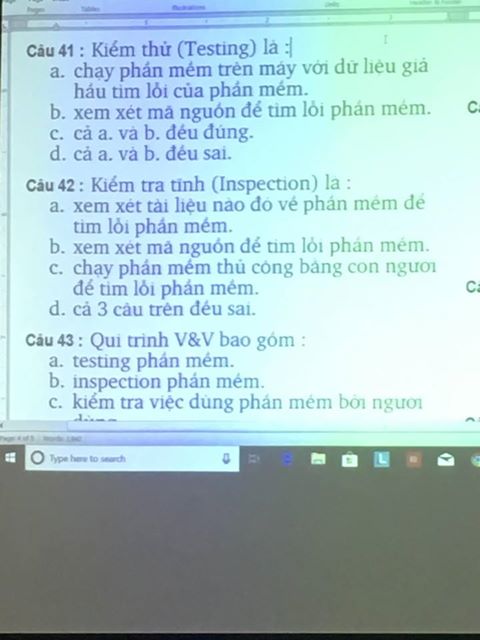 Pages
Tables
Illustrations
Links
Header & Footer
Câu 41 : Kiểm thử (Testing) là :
a. chạy phần mềm trên máy với dữ liệu giả
hầu tìm lỗi của phần mềm.
b. xem xét mã nguồn để tìm lỗi phần mềm.
c. cả a. và b. đều đúng.
d. cả a. và b. đều sai.
Câu 42 : Kiểm tra tĩnh (Inspection) là :
a. xem xét tài liệu nào đó về phần mềm để
tìm lỗi phần mềm.
b. xem xét mã nguồn để tìm lỗi phần mềm.
c. chạy phần mềm thủ công bằng con người
để tìm lỗi phần mềm.
d. cả 3 câu trên đều sai.
Câu 43 : Qui trình V&V bao gồm :
a. testing phần mềm.
b. inspection phần mềm.
c. kiểm tra việc dùng phần mềm bởi người
Page 4 of 5 Words:
Type here to search